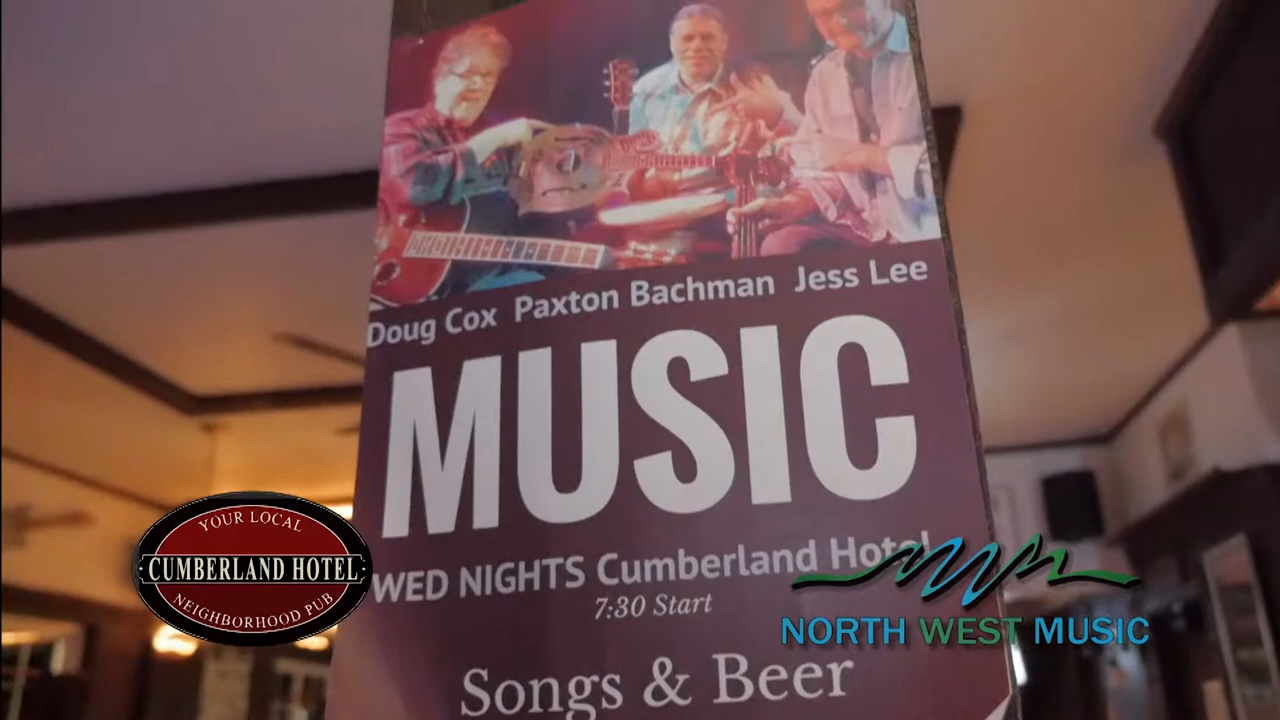 Doug Cox Paxton Bachman Jess Lee
MUSIC
WED NIGHTS Cumberland Hotel
7:30 Start
Songs & Beer
YOUR LOCAL
CUMBERLAND HOTEL
NEIGHBORHOOD PUB
NORTH WEST MUSIC